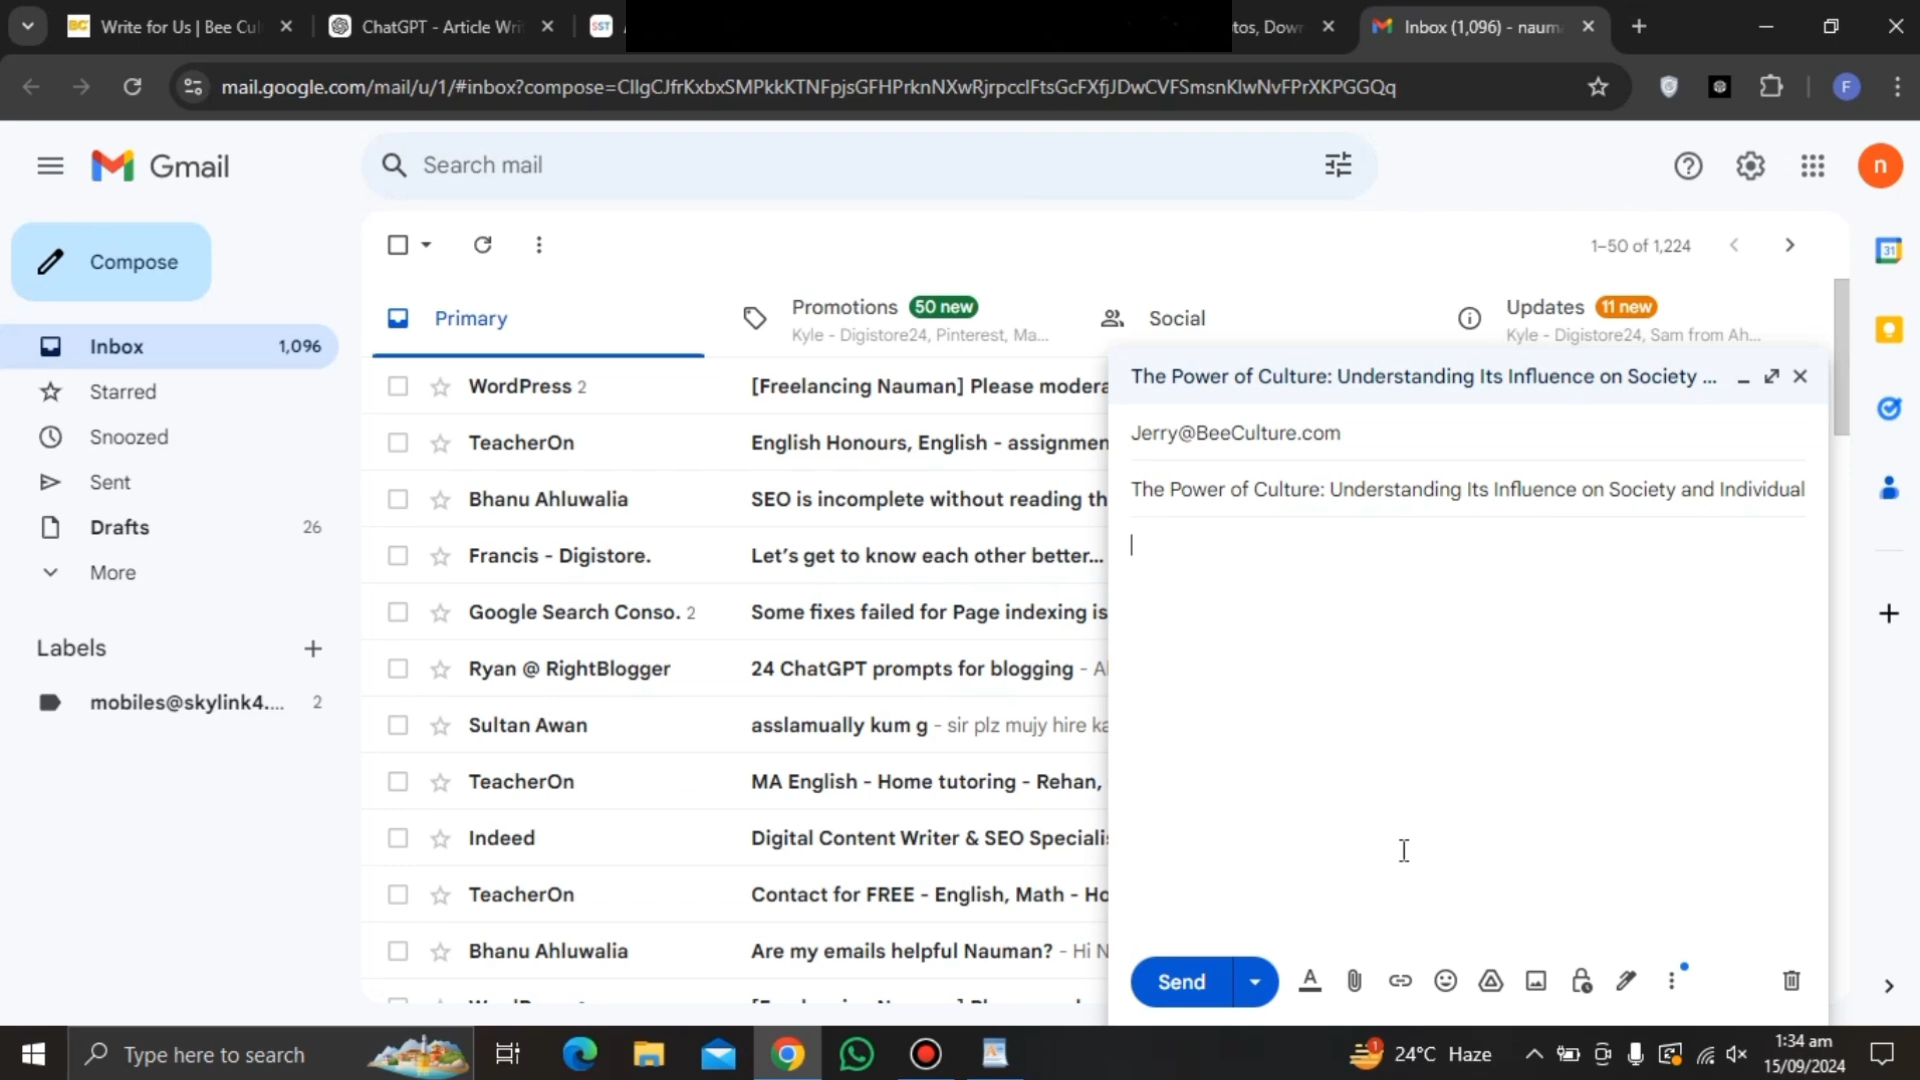 Write for Us | Bee Cul
ChatGPT - Article Wri
SST
tos, Dow
Inbox (1,096) - naum
mail.google.com/mail/u/1/#inbox?compose=CllgCJfrKxbxSMPkkKTNFpjsGFHPrknNXwRjrpcclFtsGcFXfjJDwCVFSmsnKlwNvFPrXKPGGQq
F
Gmail
Search mail
n
Compose
1–50 of 1,224
Primary
Promotions 50 new
Kyle - Digistore24, Pinterest, Ma...
Social
Updates 11 new
Kyle - Digistore24, Sam from Ah...
Inbox 1,096
Starred
Snoozed
Sent
Drafts 26
More
Labels
mobiles@skylink4.... 2
WordPress 2 [Freelancing Nauman] Please modera
TeacherOn English Honours, English - assignmen
Bhanu Ahluwalia SEO is incomplete without reading th
Francis - Digistore. Let's get to know each other better...
Google Search Conso. 2 Some fixes failed for Page indexing is
Ryan @ RightBlogger 24 ChatGPT prompts for blogging - Al
Sultan Awan asslamually kum g - sir plz mujy hire ka
TeacherOn MA English - Home tutoring - Rehan,
Indeed Digital Content Writer & SEO Speciali
TeacherOn Contact for FREE - English, Math - Ho
Bhanu Ahluwalia Are my emails helpful Nauman? - Hi N
The Power of Culture: Understanding Its Influence on Society ...
Jerry@BeeCulture.com
The Power of Culture: Understanding Its Influence on Society and Individual
Send
31
Type here to search
1
24°C Haze
1:34 am
15/09/2024